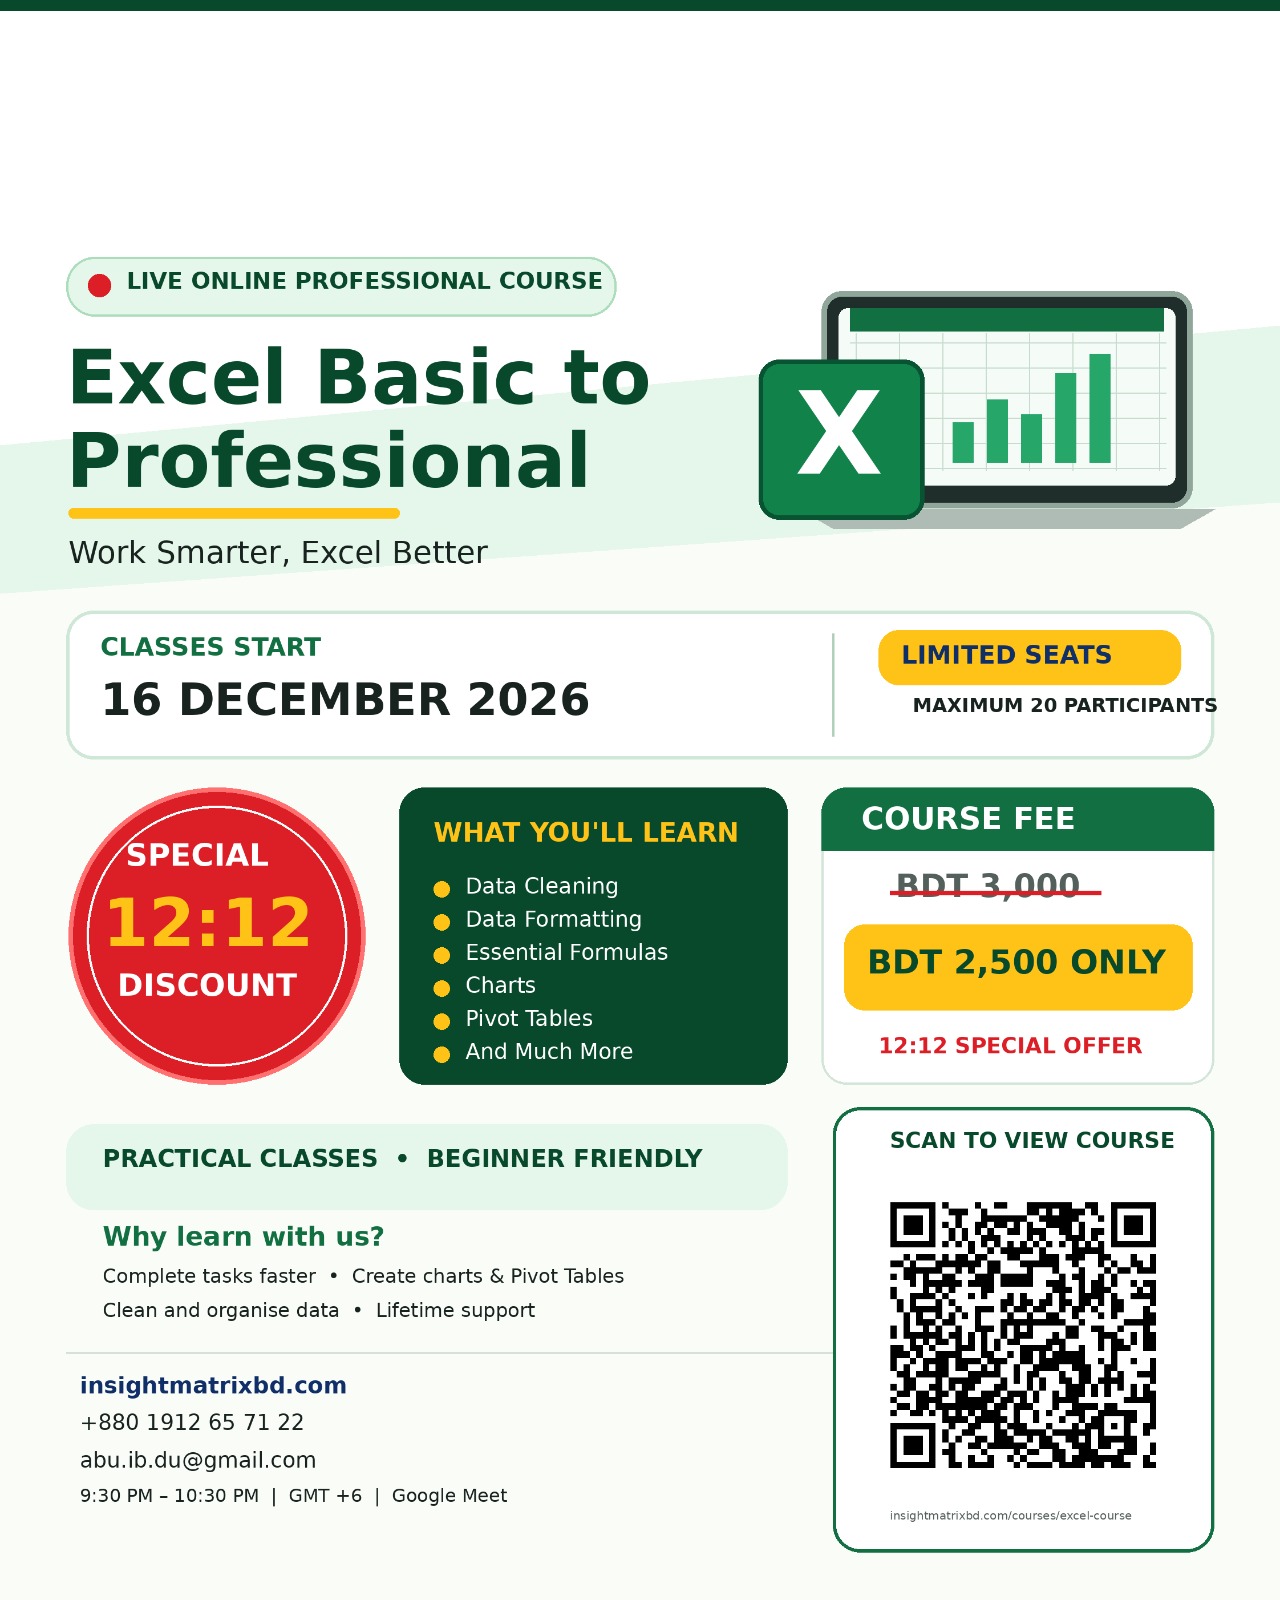 LIVE ONLINE PROFESSIONAL COURSE
Excel Basic to
Professional
Work Smarter, Excel Better
X
CLASSES START
16 DECEMBER 2026
LIMITED SEATS
MAXIMUM 20 PARTICIPANTS
SPECIAL
12:12
DISCOUNT
WHAT YOU'LL LEARN
Data Cleaning
Data Formatting
Essential Formulas
Charts
Pivot Tables
And Much More
COURSE FEE
BDT 3,000
BDT 2,500 ONLY
12:12 SPECIAL OFFER
PRACTICAL CLASSES • BEGINNER FRIENDLY
Why learn with us?
Complete tasks faster • Create charts & Pivot Tables
Clean and organise data • Lifetime support
insightmatrixbd.com
+880 1912 65 71 22
abu.ib.du@gmail.com
9:30 PM – 10:30 PM | GMT +6 | Google Meet
SCAN TO VIEW COURSE
insightmatrixbd.com/courses/excel-course